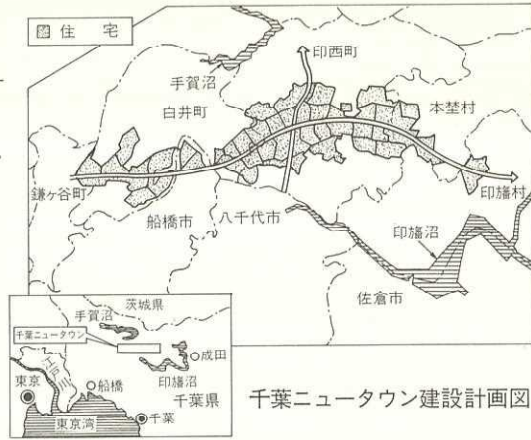 住宅
印西町
手賀沼
白井町
本埜村
鎌ヶ谷町
印旛村
船橋市
八千代市
印旛沼
佐倉市
茨城県
手賀沼
千葉ニュータウン
成田
江戸川
印旛沼
東京
船橋
千葉県
東京湾
千葉
千葉ニュータウン建設計画図